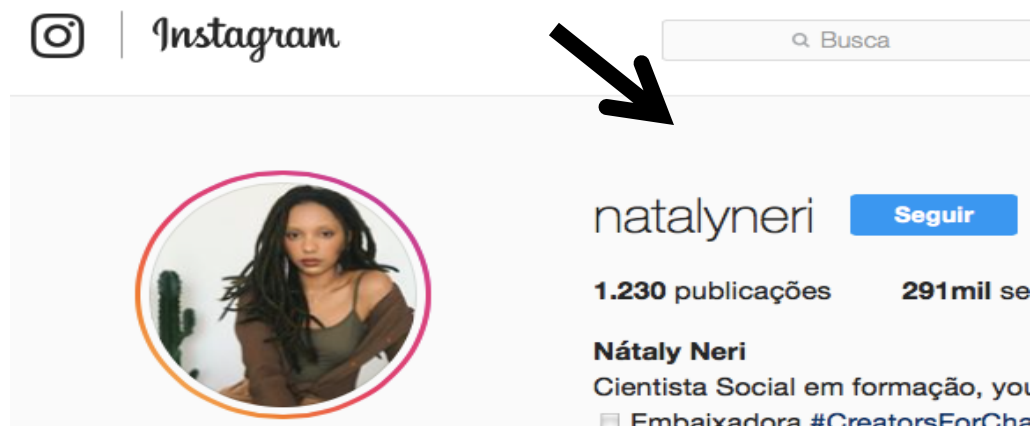 Instagram
Busca
natalyneri Seguir
1.230 publicações 291mil
Nátaly Neri
Cientista Social em formação,
Embaixadora